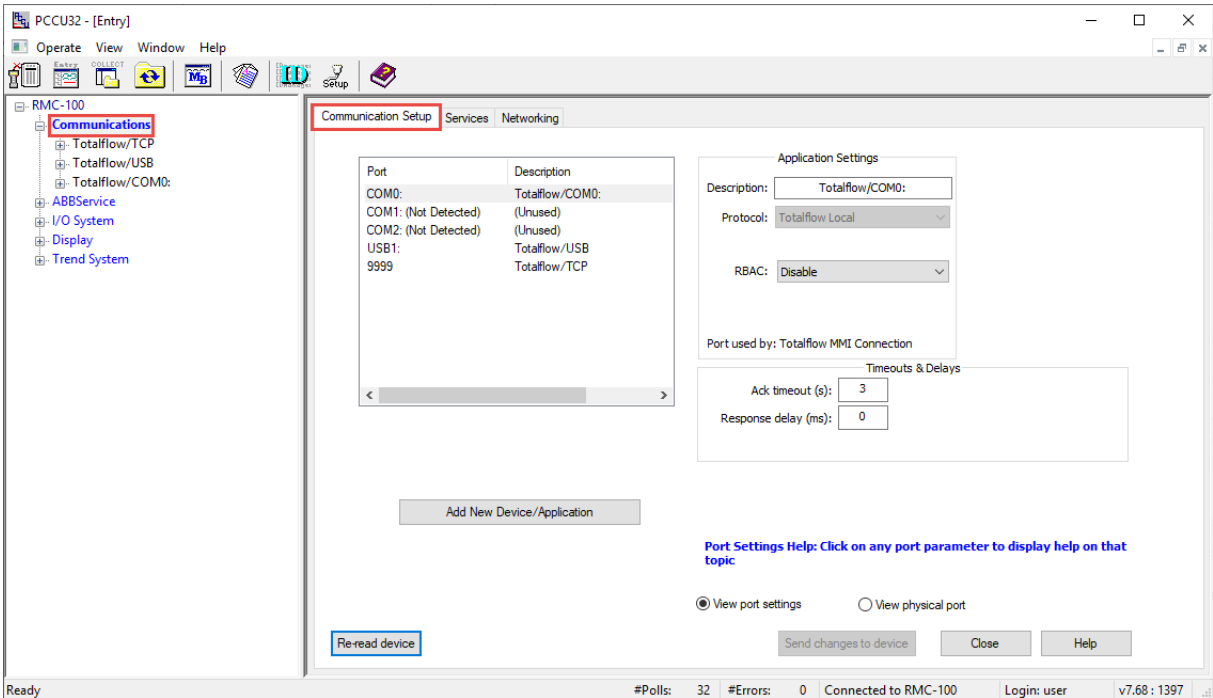 PCCU32 - [Entry]
Operate View Window Help
Entry
COLLECT
MB
ID
Manager
Setup
RMC-100
Communications
Totalflow/TCP
Totalflow/USB
Totalflow/COM0:
ABBService
I/O System
Display
Trend System
Communication Setup Services Networking
Port Description
COM0: Totalflow/COM0:
COM1: (Not Detected) (Unused)
COM2: (Not Detected) (Unused)
USB1: Totalflow/USB
9999 Totalflow/TCP
Add New Device/Application
Re-read device
Application Settings
Description: Totalflow/COM0:
Protocol: Totalflow Local
RBAC: Disable
Port used by: Totalflow MMI Connection
Timeouts & Delays
Ack timeout (s): 3
Response delay (ms): 0
Port Settings Help: Click on any port parameter to display help on that
topic
View port settings View physical port
Send changes to device Close Help
Ready #Polls: 32 #Errors: 0 Connected to RMC-100 Login: user v7.68 : 1397